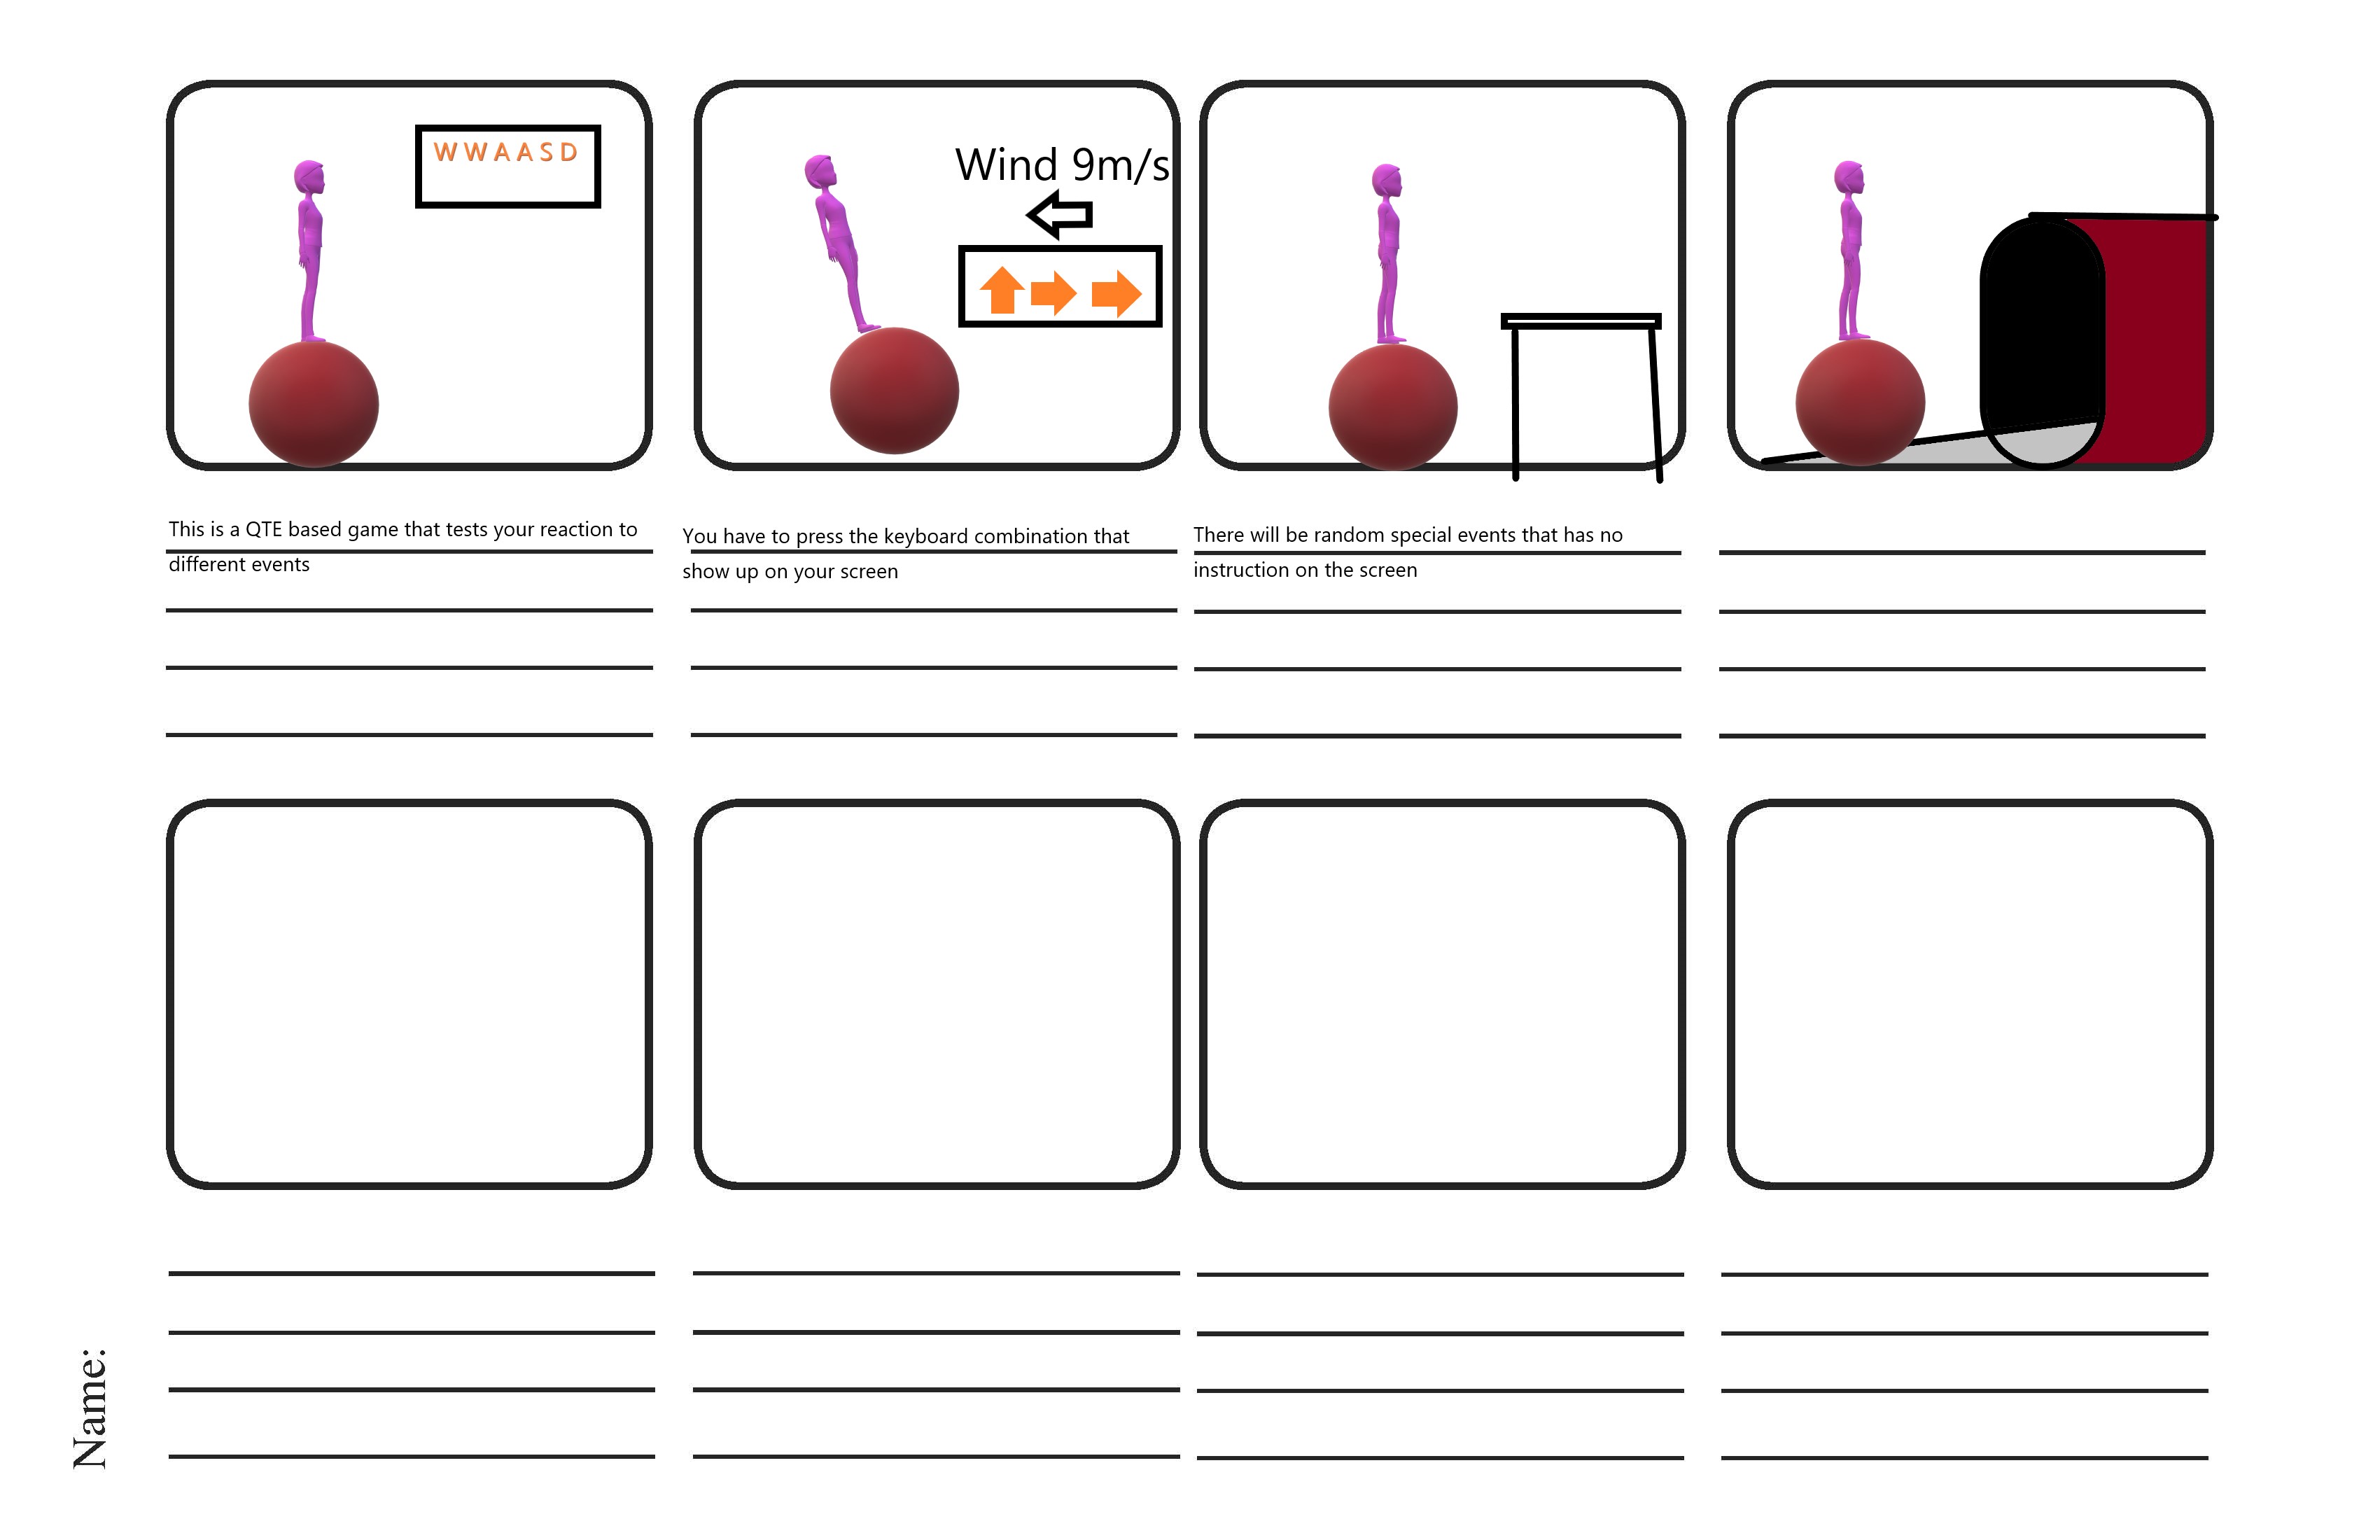 W W A A S D
Wind 9m/s
This is a QTE based game that tests your reaction to
different events
You have to press the keyboard combination that
show up on your screen
There will be random special events that has no
instruction on the screen
Name: